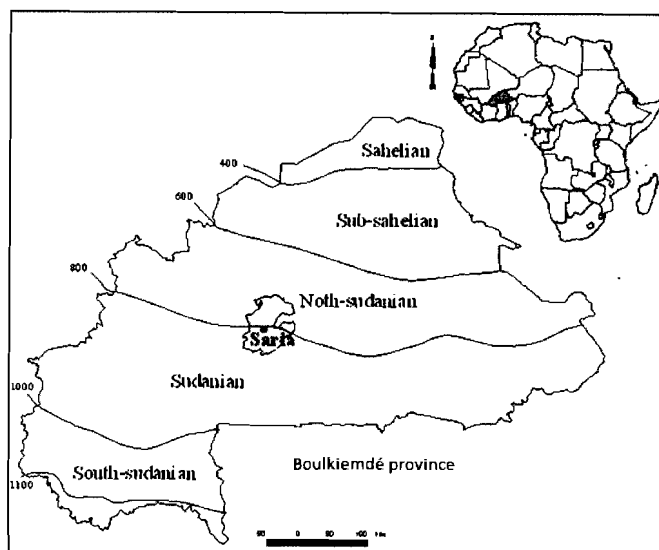 400
Sahelian
600
Sub-sahelian
800
Noth-sudanian
Saria
Sudanian
1000
South-sudanian
Boulkiemdé province
1100